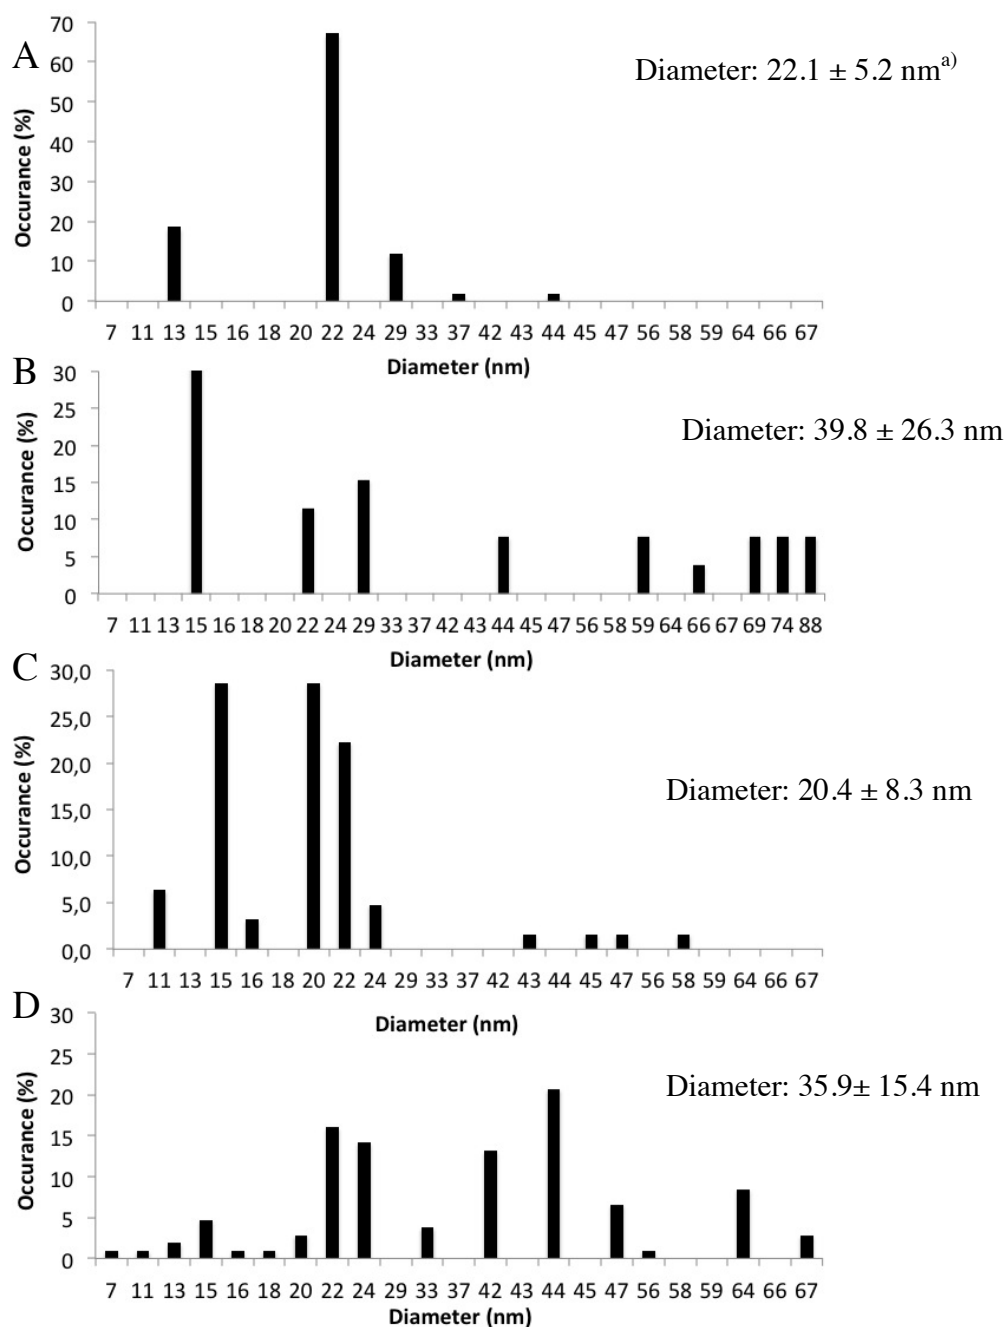 A
Diameter: 22.1 ± 5.2 nm a)
Occurance (%)
70
60
50
40
30
20
10
0
7 11 13 15 16 18 20 22 24 29 33 37 42 43 44 45 47 56 58 59 64 66 67
Diameter (nm)
B
Diameter: 39.8 ± 26.3 nm
Occurance (%)
30
25
20
15
10
5
0
7 11 13 15 16 18 20 22 24 29 33 37 42 43 44 45 47 56 58 59 64 66 67 69 74 88
Diameter (nm)
C
Diameter: 20.4 ± 8.3 nm
Occurance (%)
30,0
25,0
20,0
15,0
10,0
5,0
0,0
7 11 13 15 16 18 20 22 24 29 33 37 42 43 44 45 47 56 58 59 64 66 67
Diameter (nm)
D
Diameter: 35.9± 15.4 nm
Occurance (%)
30
25
20
15
10
5
0
7 11 13 15 16 18 20 22 24 29 33 37 42 43 44 45 47 56 58 59 64 66 67
Diameter (nm)